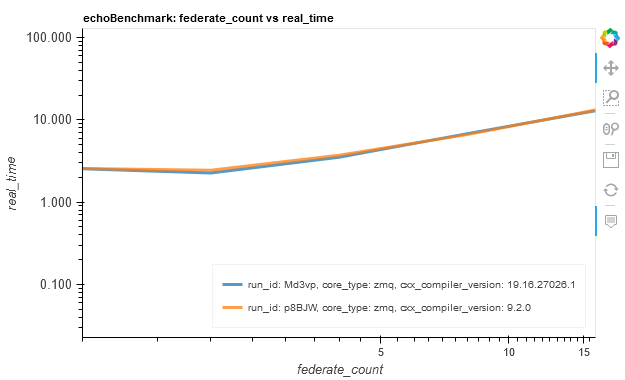 echoBenchmark: federate_count vs real_time
100.000
10.000
1.000
0.100
real_time
run_id: Md3vp, core_type: zmq, cxx_compiler_version: 19.16.27026.1
run_id: p8BJW, core_type: zmq, cxx_compiler_version: 9.2.0
5 10 15
federate_count